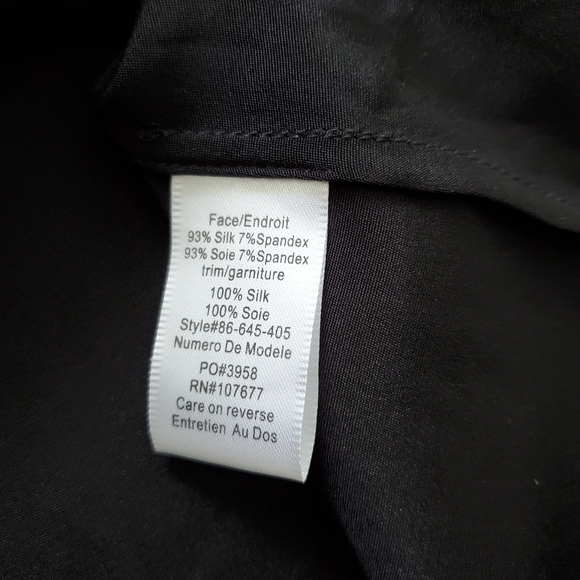 Face/Endroit
93% Silk 7%Spandex
93% Soie 7%Spandex
trim/garniture
100% Silk
100% Soie
Style#86-645-405
Numero De Modele
PO#3958
RN#107677
Care on reverse
Entretien Au Dos